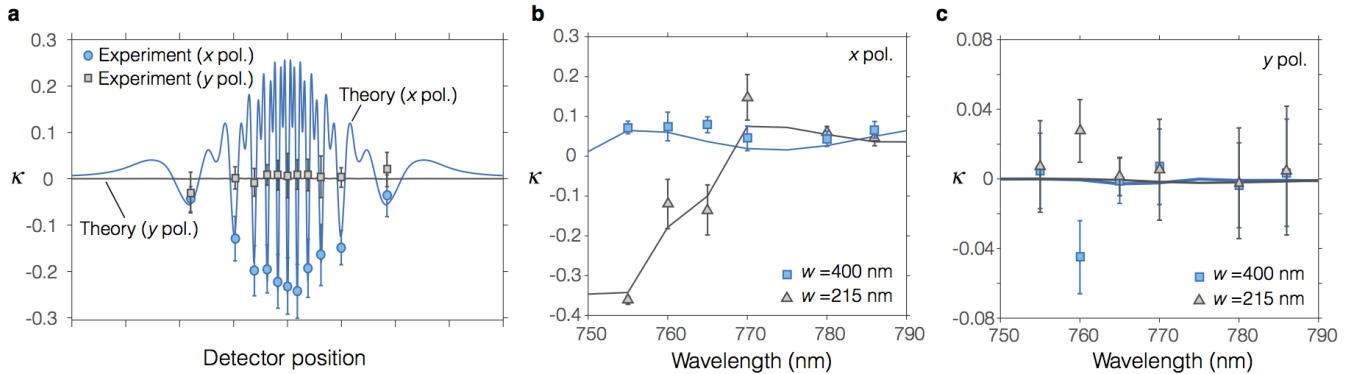 a
0.3
0.2
0.1
0
-0.1
-0.2
-0.3
κ
Experiment (x pol.)
Experiment (y pol.)
Theory (x pol.)
Theory (y pol.)
Detector position
b
0.3
0.2
0.1
0
-0.1
-0.2
-0.3
-0.4
κ
x pol.
w=400 nm
w=215 nm
750 760 770 780 790
Wavelength (nm)
c
0.08
0.04
0
-0.04
-0.08
κ
y pol.
w=400 nm
w=215 nm
750 760 770 780 790
Wavelength (nm)